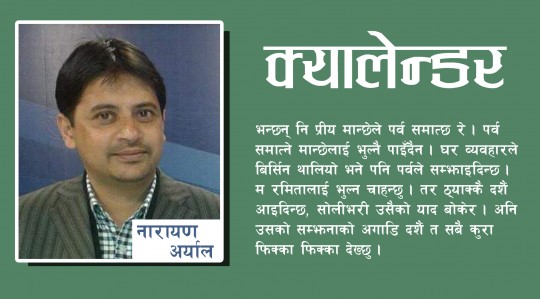 क्यालेन्डर
भन्छन् नि प्रीय मान्छेले पर्व समात्छ रे । पर्व
समात्ने मान्छेलाई भुल्नै पाइँदैन । घर व्यवहारले
बिर्सिन थालियो भने पनि पर्वले सम्झाइदिन्छ ।
म रमितालाई भुल्न चाहन्छु । तर ठ्याक्कै दशैं
आइदिन्छ, सोलीभरी उसैको याद बोकेर । अनि
उसको सम्झनाको अगाडि दशैं त सबै कुरा
फिक्का फिक्का देख्छु ।
नारायण
अर्याल